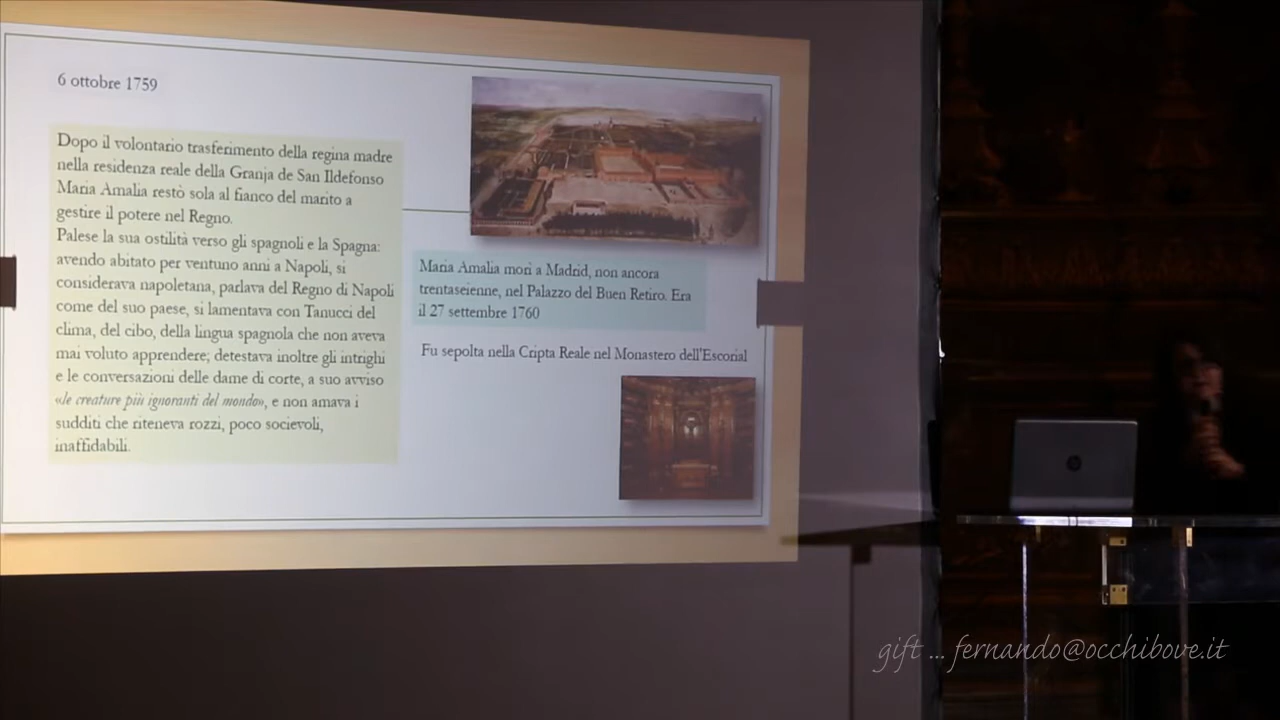 6 ottobre 1759
Dopo il volontario trasferimento della regina madre
nella residenza reale della Granja de San Ildefonso
Maria Amalia restò sola al fianco del marito a
gestire il potere nel Regno.
Palese la sua ostilità verso gli spagnoli e la Spagna:
avendo abitato per ventuno anni a Napoli, si
considerava napoletana, parlava del Regno di Napoli
come del suo paese, si lamentava con Tanucci del
clima, del cibo, della lingua spagnola che non aveva
mai voluto apprendere; detestava inoltre gli intrighi
e le conversazioni delle dame di corte, a suo avviso
«le creature più ignoranti del mondo», e non amava i
sudditi che riteneva rozzi, poco socievoli,
inaffidabili.
Maria Amalia morì a Madrid, non ancora
trentaseienne, nel Palazzo del Buen Retiro. Era
il 27 settembre 1760
Fu sepolta nella Cripta Reale nel Monastero dell'Escorial
hp
gift ... fernando@occhibove.it